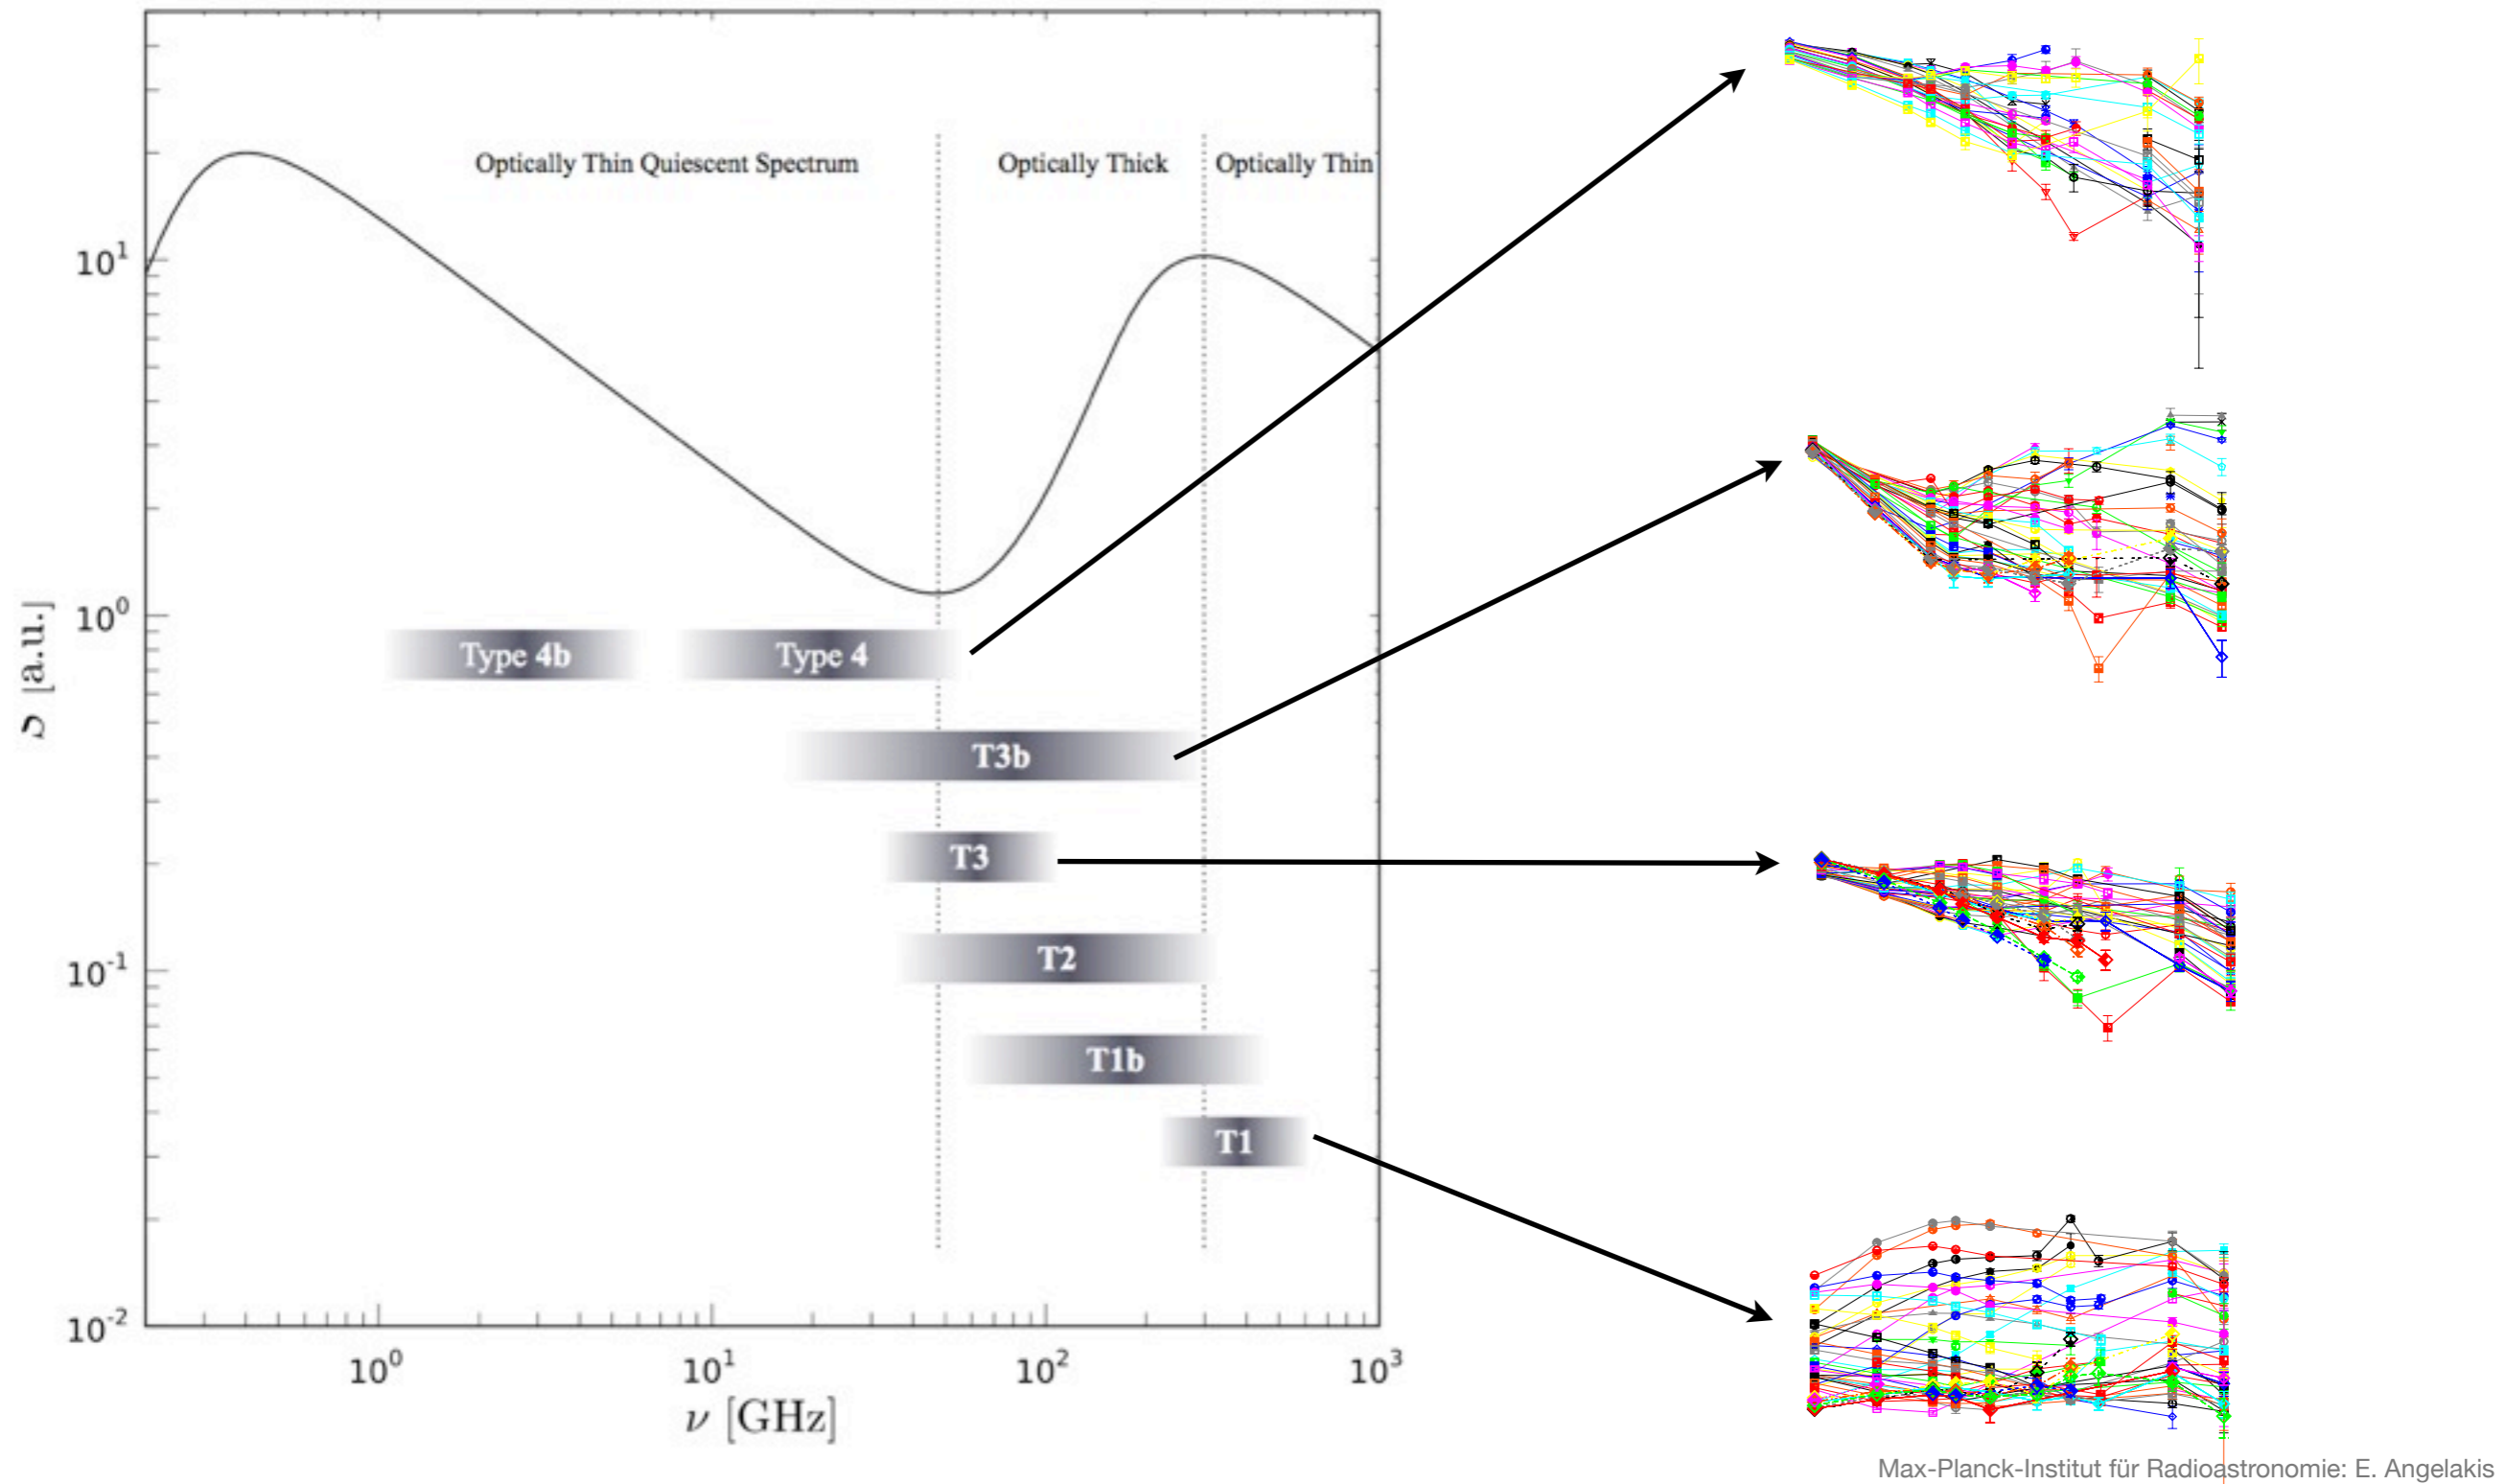 Optically Thin Quiescent Spectrum
Optically Thick
Optically Thin
10¹
10⁰
10⁻¹
10⁻²
S [a.u.]
Type 4b
Type 4
T3b
T3
T2
T1b
T1
10⁰
10¹
10²
10³
ν [GHz]
Max-Planck-Institut für Radioastronomie: E. Angelakis